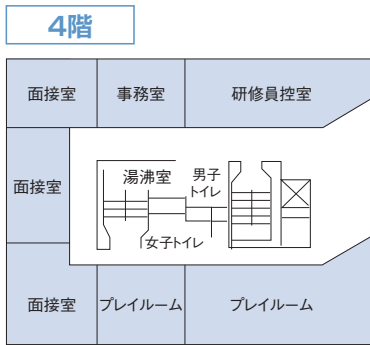 4階
面接室
事務室
研修員控室
面接室
湯沸室
男子
トイレ
女子トイレ
面接室
プレイルーム
プレイルーム